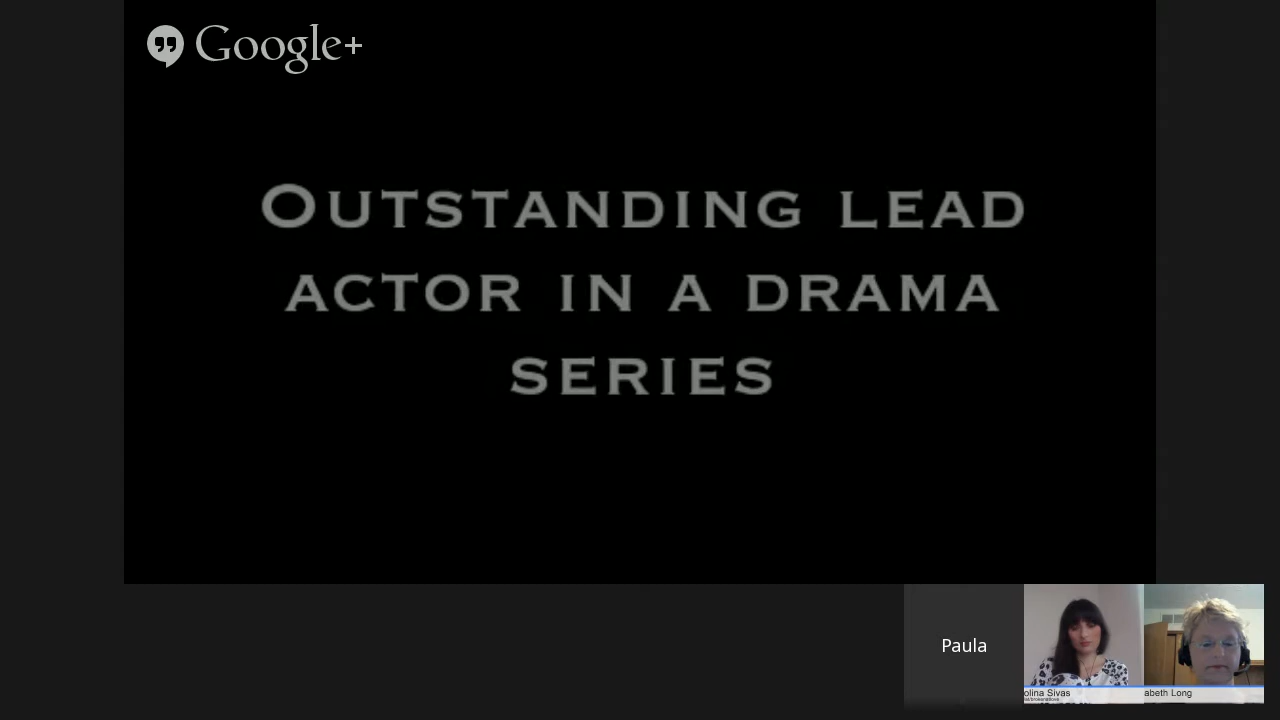 Google+
OUTSTANDING LEAD
ACTOR IN A DRAMA
SERIES
Paula
olina Sivas
abeth Long